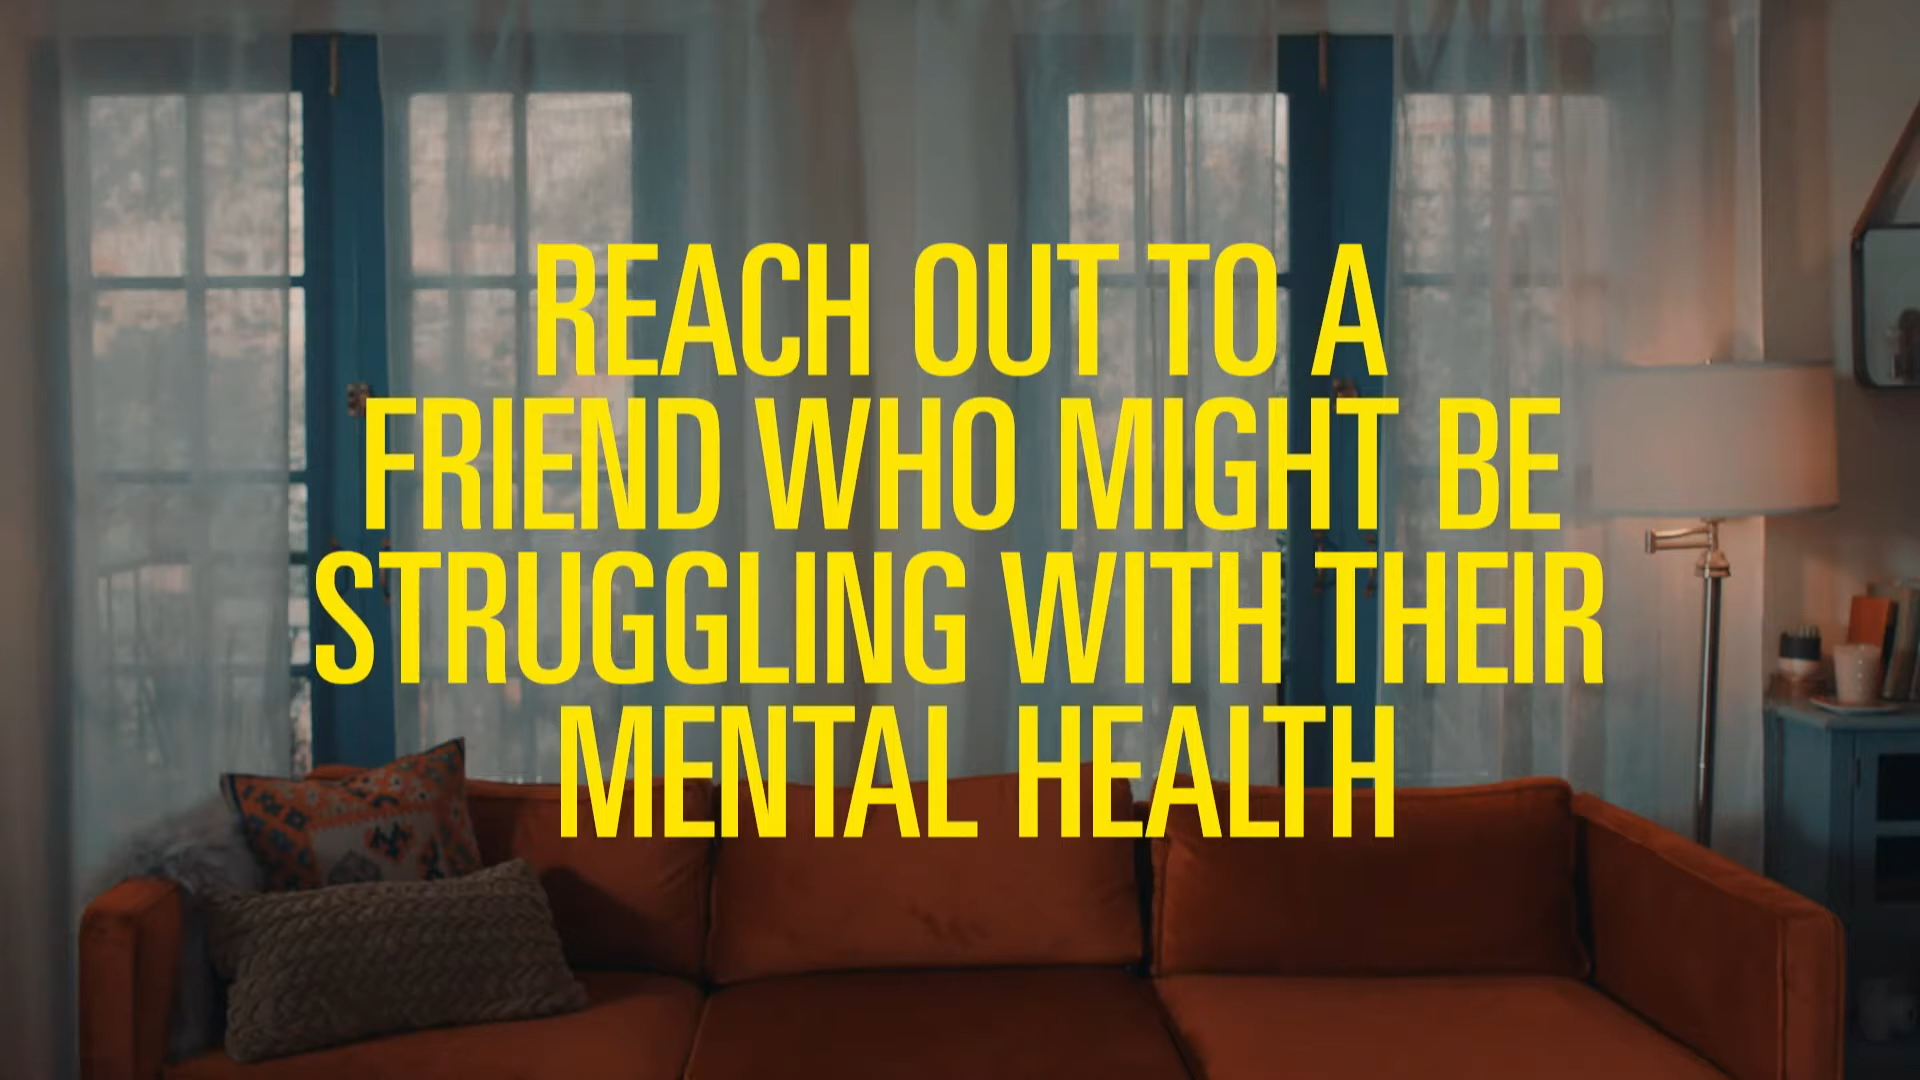 REACH OUT TO A
FRIEND WHO MIGHT BE
STRUGGLING WITH THEIR
MENTAL HEALTH